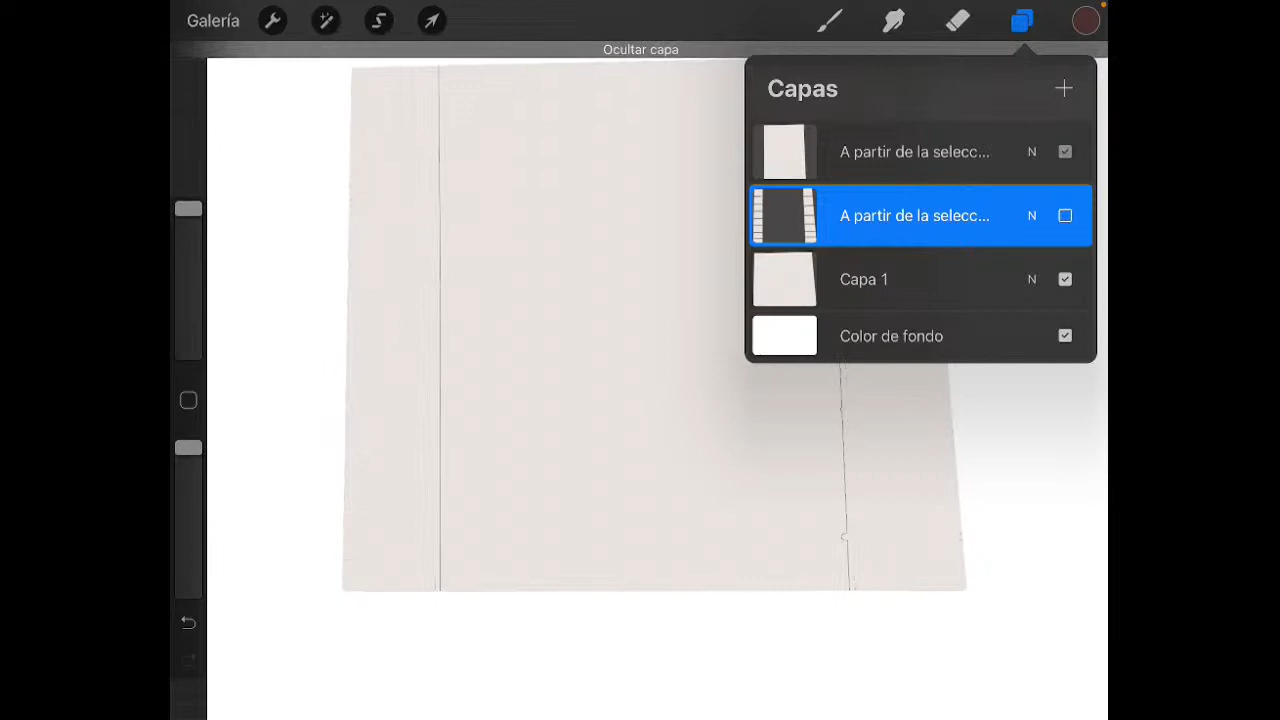 Galería
Ocultar capa
Capas
A partir de la selecc... N
A partir de la selecc... N
Capa 1 N
Color de fondo